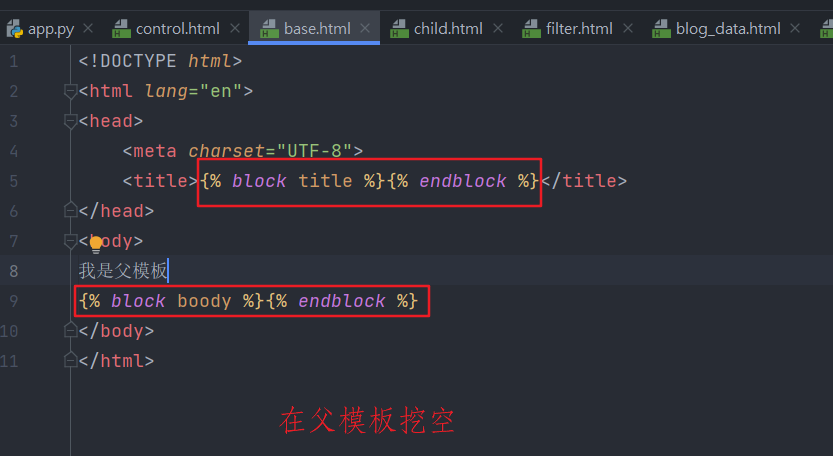 app.py control.html base.html child.html filter.html blog_data.html
1 <!DOCTYPE html>
2 <html lang="en">
3 <head>
4 <meta charset="UTF-8">
5 <title>{% block title %}{% endblock %}</title>
6 </head>
7 <body>
8 我是父模板
9 {% block boody %}{% endblock %}
10 </body>
11 </html>
在父模板挖空